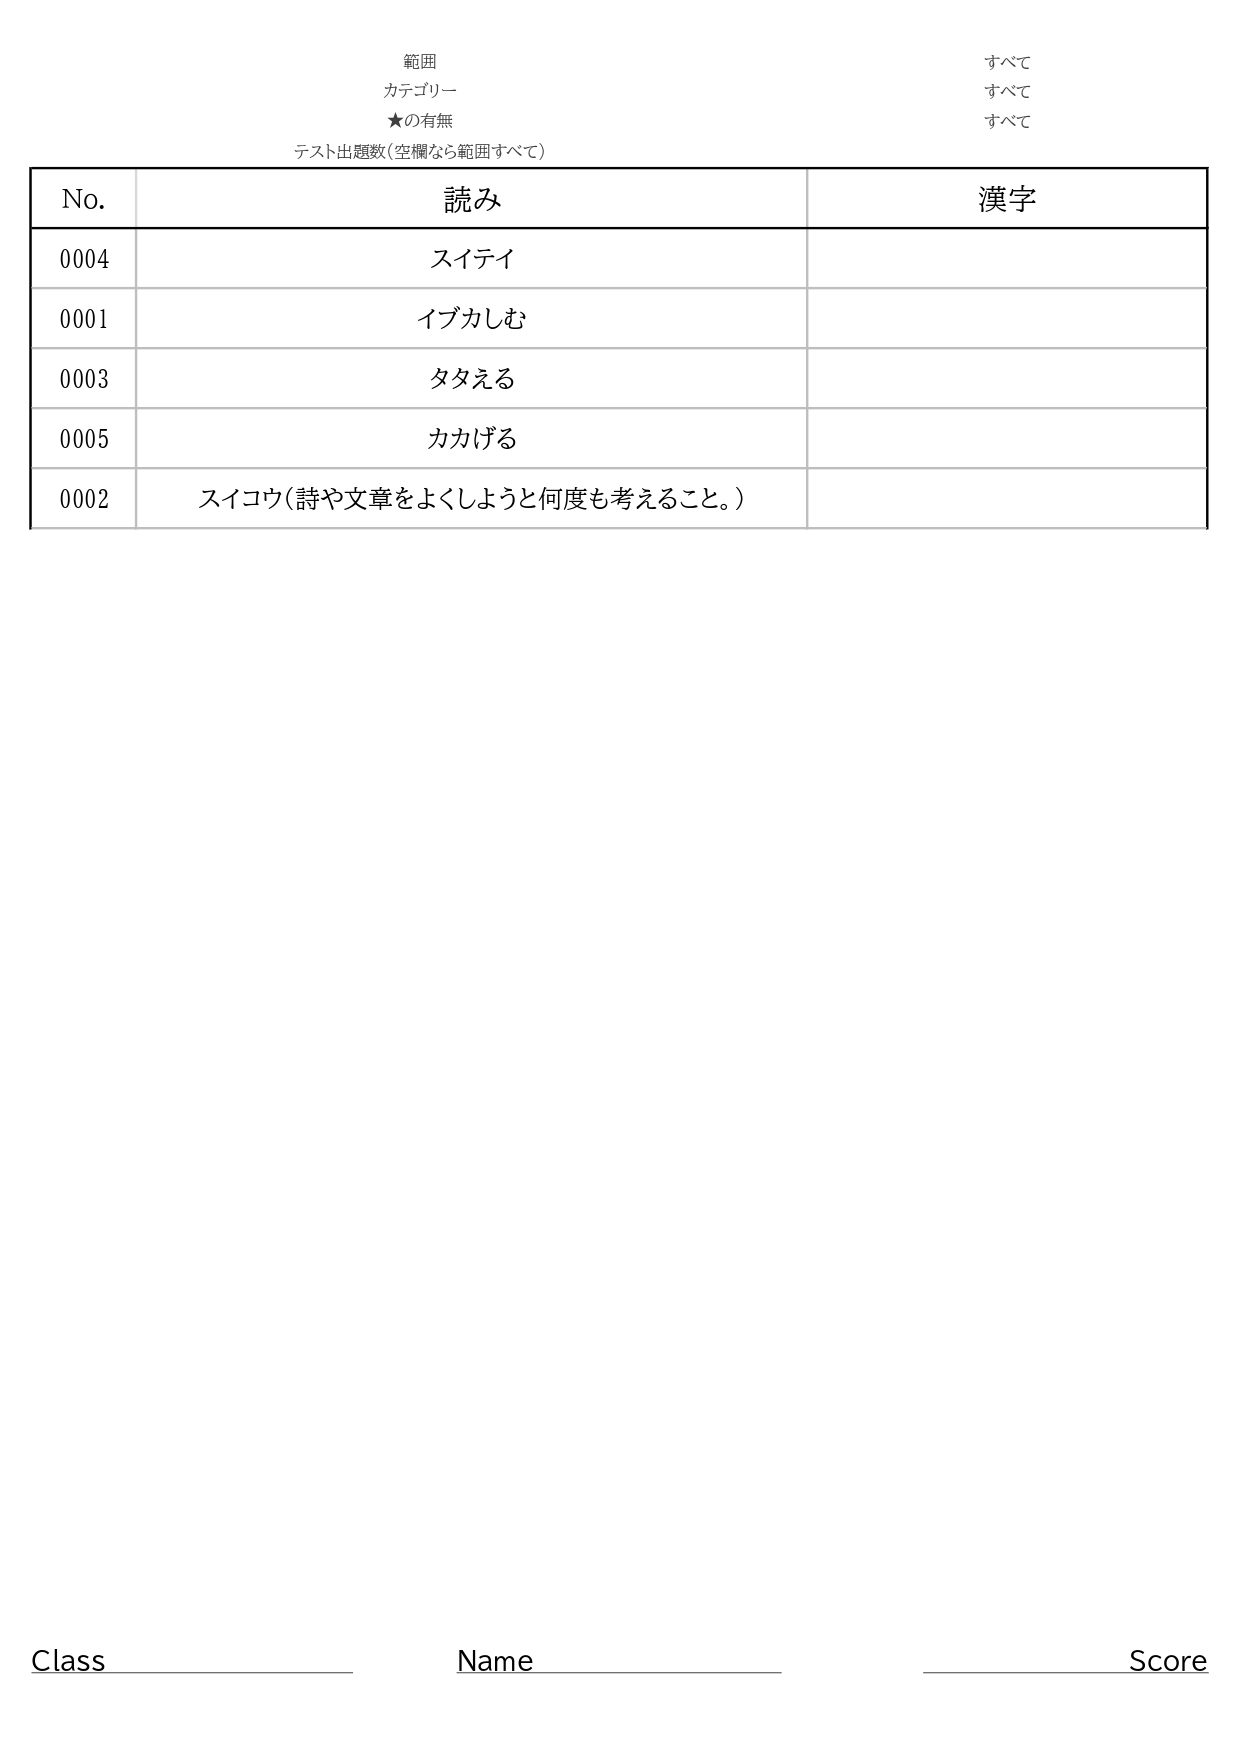 範囲 すべて
カテゴリー すべて
★の有無 すべて
テスト出題数(空欄なら範囲すべて)
No. 読み 漢字
0004 スイテイ
0001 イブカしむ
0003 タタえる
0005 カカげる
0002 スイコウ(詩や文章をよくしようと何度も考えること。)
Class Name Score